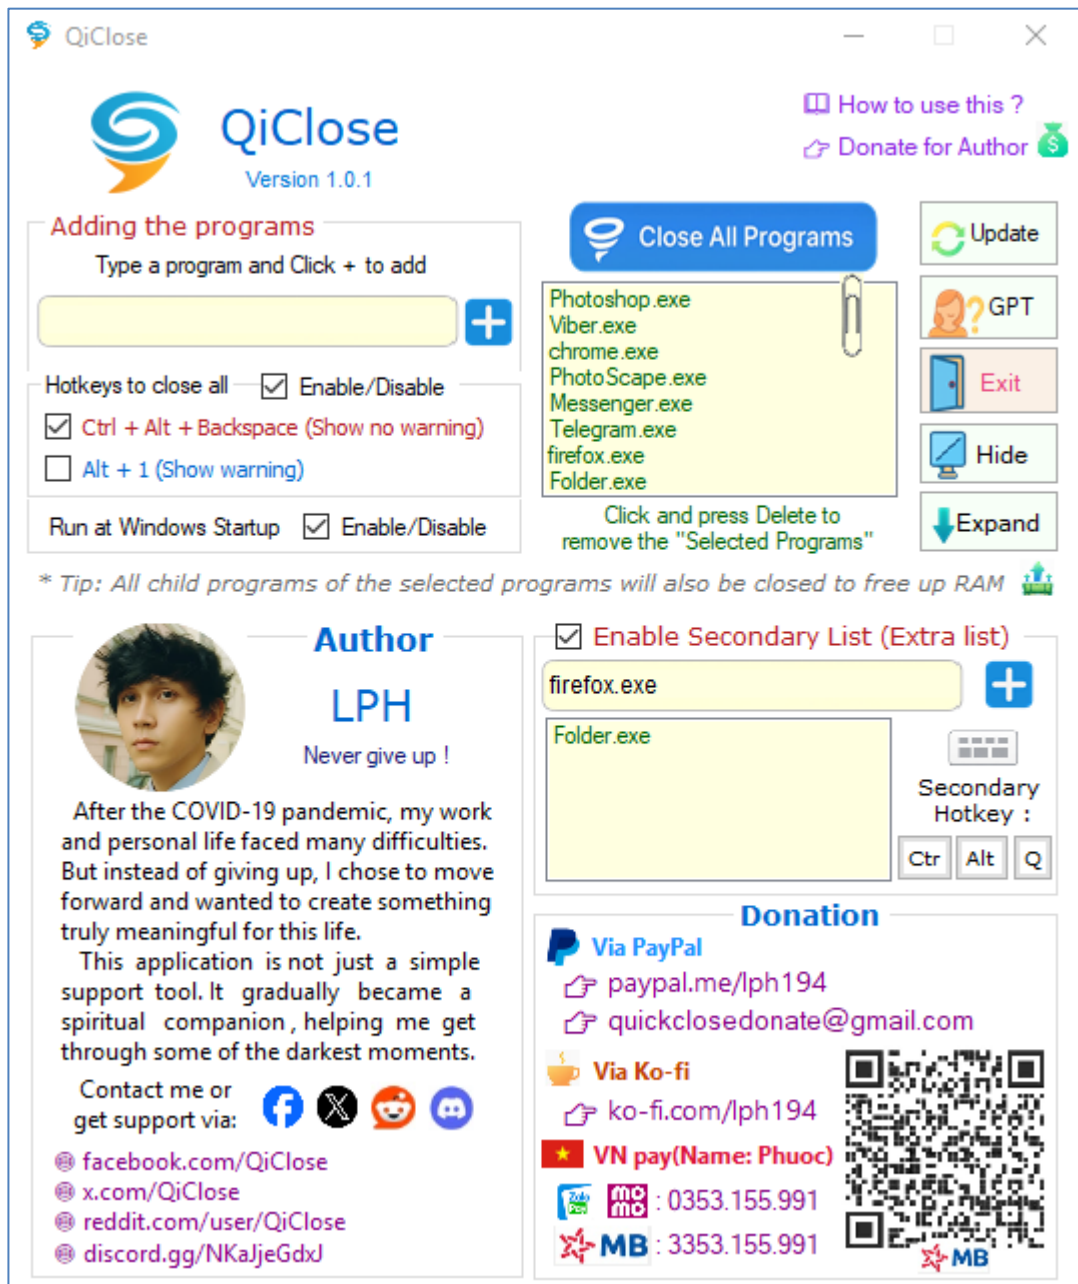 QiClose
QiClose
Version 1.0.1
How to use this ?
Donate for Author
Adding the programs
Type a program and Click + to add
Hotkeys to close all
Enable/Disable
Ctrl + Alt + Backspace (Show no warning)
Alt + 1 (Show warning)
Run at Windows Startup
Enable/Disable
Close All Programs
Photoshop.exe
Viber.exe
chrome.exe
PhotoScape.exe
Messenger.exe
Telegram.exe
firefox.exe
Folder.exe
Click and press Delete to
remove the "Selected Programs"
Update
GPT
Exit
Hide
Expand
* Tip: All child programs of the selected programs will also be closed to free up RAM
Author
LPH
Never give up !
After the COVID-19 pandemic, my work
and personal life faced many difficulties.
But instead of giving up, I chose to move
forward and wanted to create something
truly meaningful for this life.
This application is not just a simple
support tool. It gradually became a
spiritual companion , helping me get
through some of the darkest moments.
Contact me or
get support via:
facebook.com/QiClose
x.com/QiClose
reddit.com/user/QiClose
discord.gg/NKaJjeGdxJ
Enable Secondary List (Extra list)
firefox.exe
Folder.exe
Secondary
Hotkey :
Ctr Alt Q
Donation
Via PayPal
paypal.me/lph194
quickclosedonate@gmail.com
Via Ko-fi
ko-fi.com/lph194
VN pay(Name: Phuoc)
Zalo Pay mo mo : 0353.155.991
MB : 3353.155.991
MB